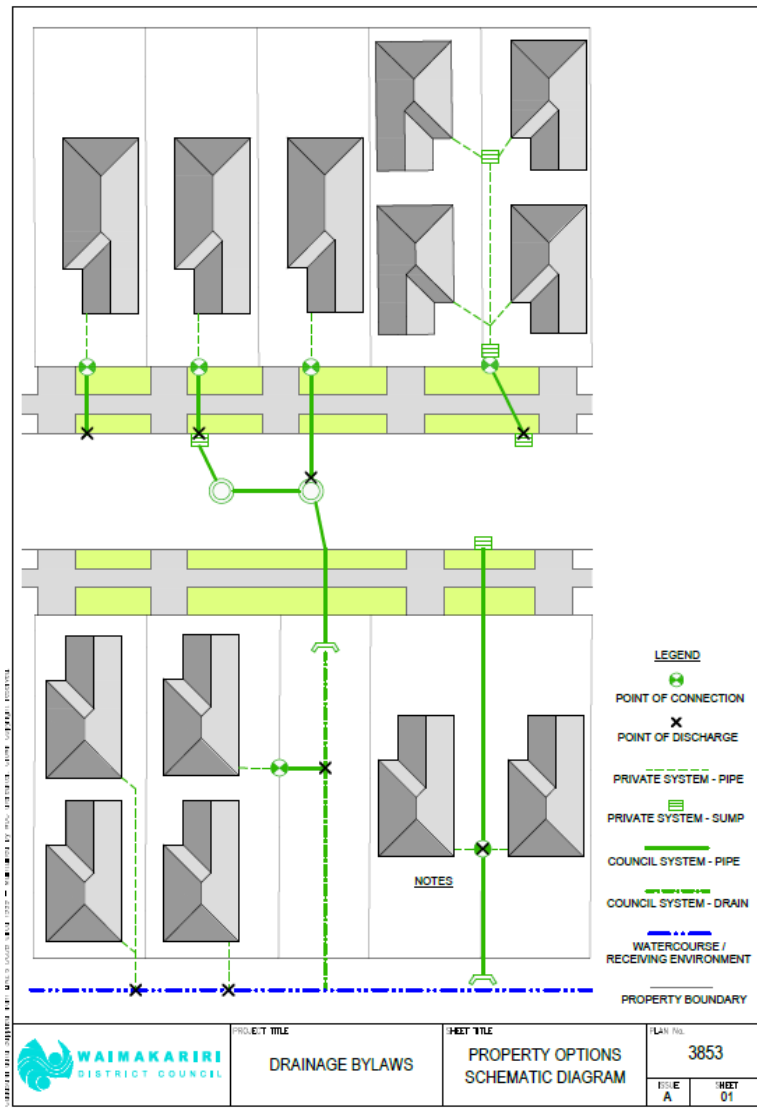 LEGEND
POINT OF CONNECTION
POINT OF DISCHARGE
PRIVATE SYSTEM - PIPE
PRIVATE SYSTEM - SUMP
COUNCIL SYSTEM - PIPE
COUNCIL SYSTEM - DRAIN
WATERCOURSE /
RECEIVING ENVIRONMENT
PROPERTY BOUNDARY
NOTES
WAIMAKARIRI
DISTRICT COUNCIL
PROJECT TITLE
DRAINAGE BYLAWS
SHEET TITLE
PROPERTY OPTIONS
SCHEMATIC DIAGRAM
PLAN No.
3853
ISSUE
A
SHEET
01